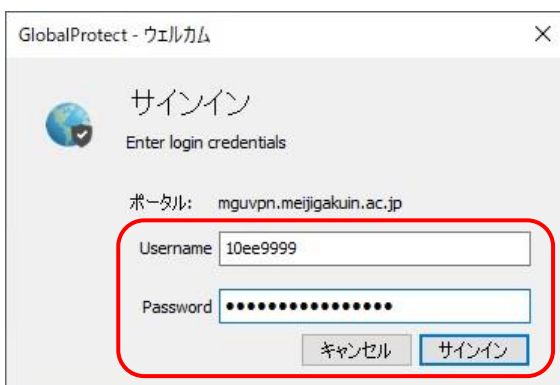 GlobalProtect - ウェルカム
サインイン
Enter login credentials
ポータル: mguvpn.meijigakuin.ac.jp
Username 10ee9999
Password ••••••••••••••••
キャンセル サインイン